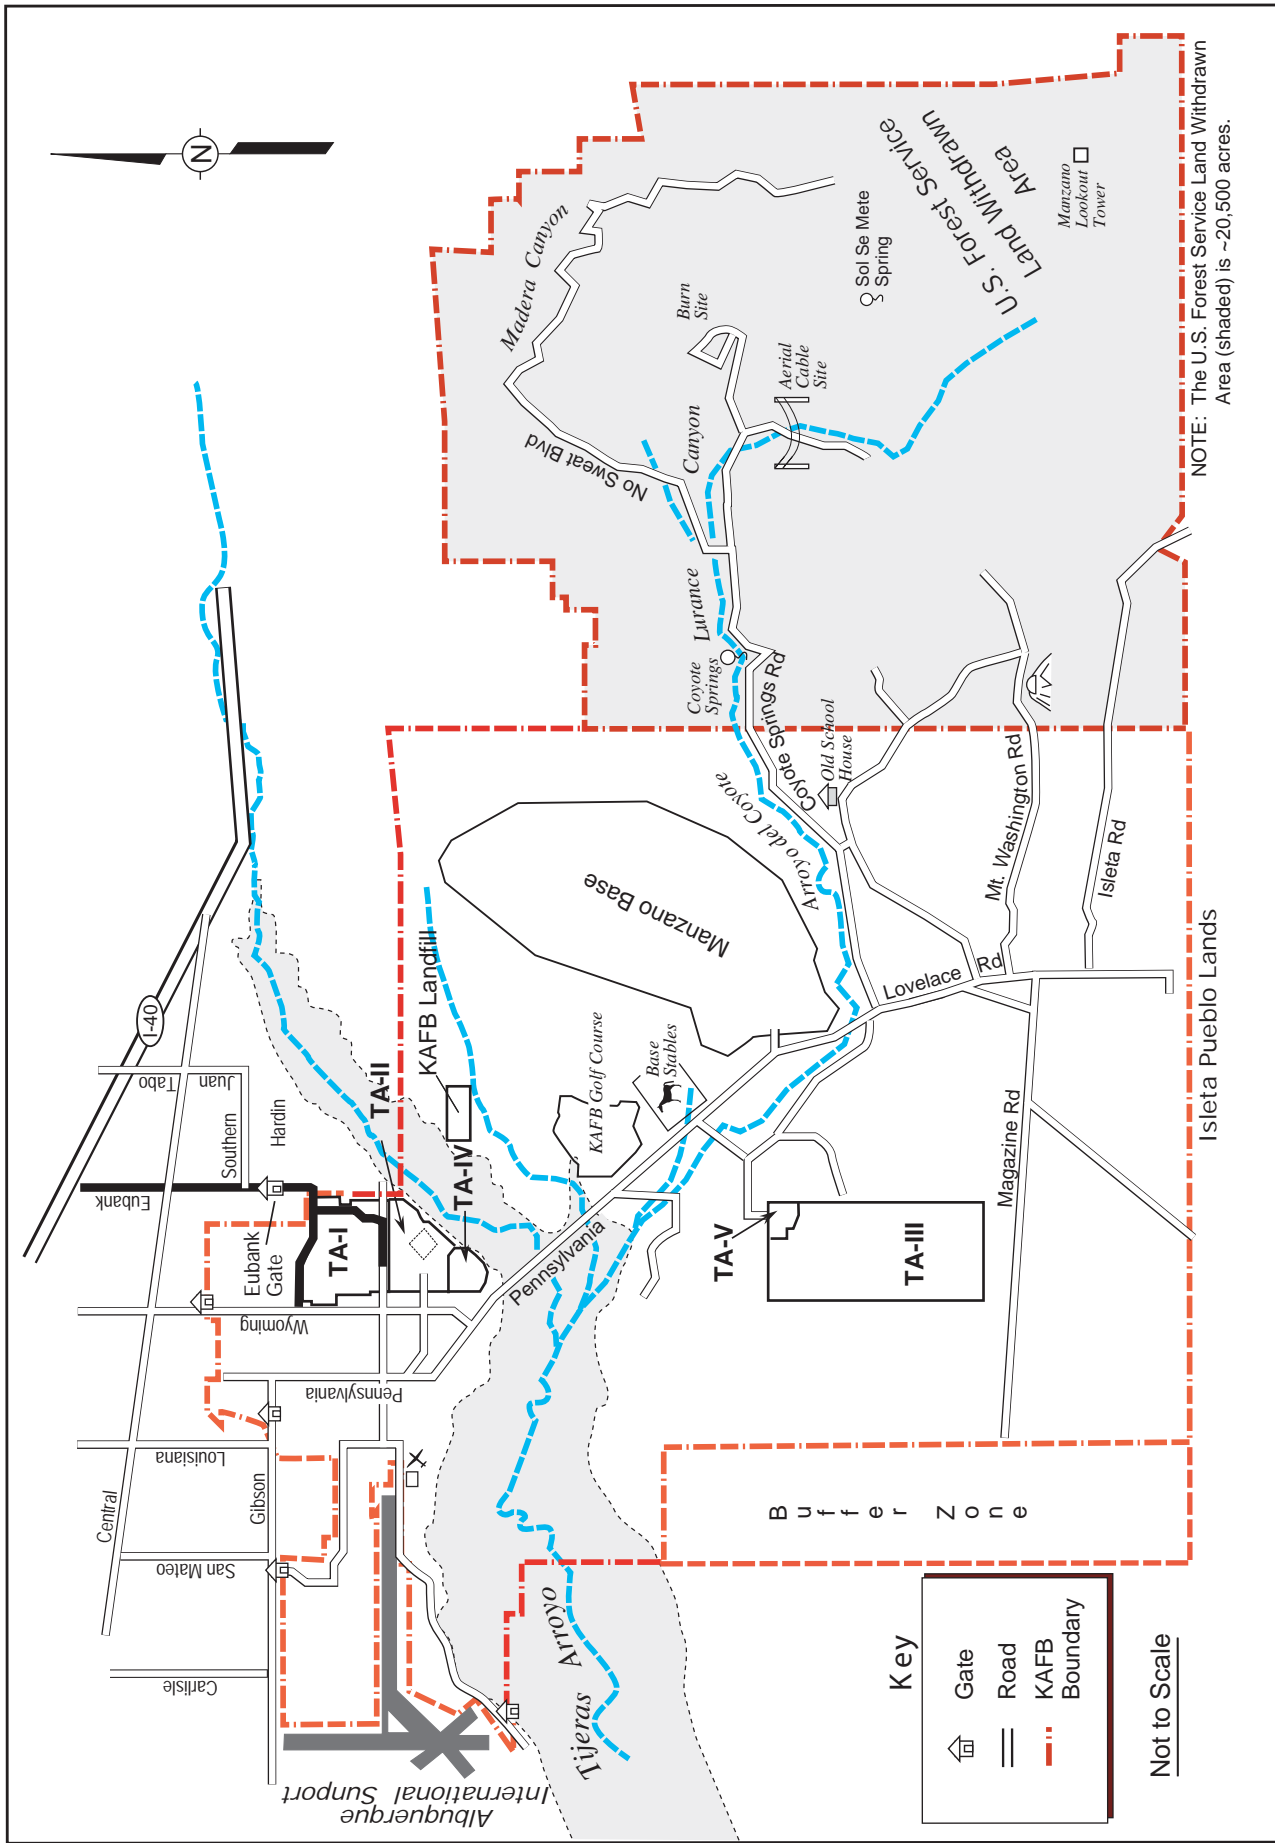 N
I-40
Tabo
Juan
Southern
Hardin
Eubank
Eubank
Gate
Wyoming
Pennsylvania
Louisiana
Gibson
Central
San Mateo
Carlisle
Albuquerque
International Sunport
TA-I
TA-II
TA-IV
KAFB Landfill
KAFB Golf Course
Base
Stables
Pennsylvania
Manzano Base
TA-V
TA-III
Magazine Rd
Lovelace
Rd
Mt. Washington Rd
Isleta Rd
Isleta Pueblo Lands
Old School
House
Coyote Springs Rd
Arroyo del Coyote
Coyote
Springs
Lurance
Canyon
No Sweat Blvd
Madera Canyon
Burn
Site
Aerial
Cable
Site
Sol Se Mete
Spring
U.S. Forest Service
Land Withdrawn
Area
Manzano
Lookout
Tower
NOTE: The U.S. Forest Service Land Withdrawn
Area (shaded) is ~20,500 acres.
Buffer Zone
Tijeras Arroyo
Key
Gate
Road
KAFB
Boundary
Not to Scale